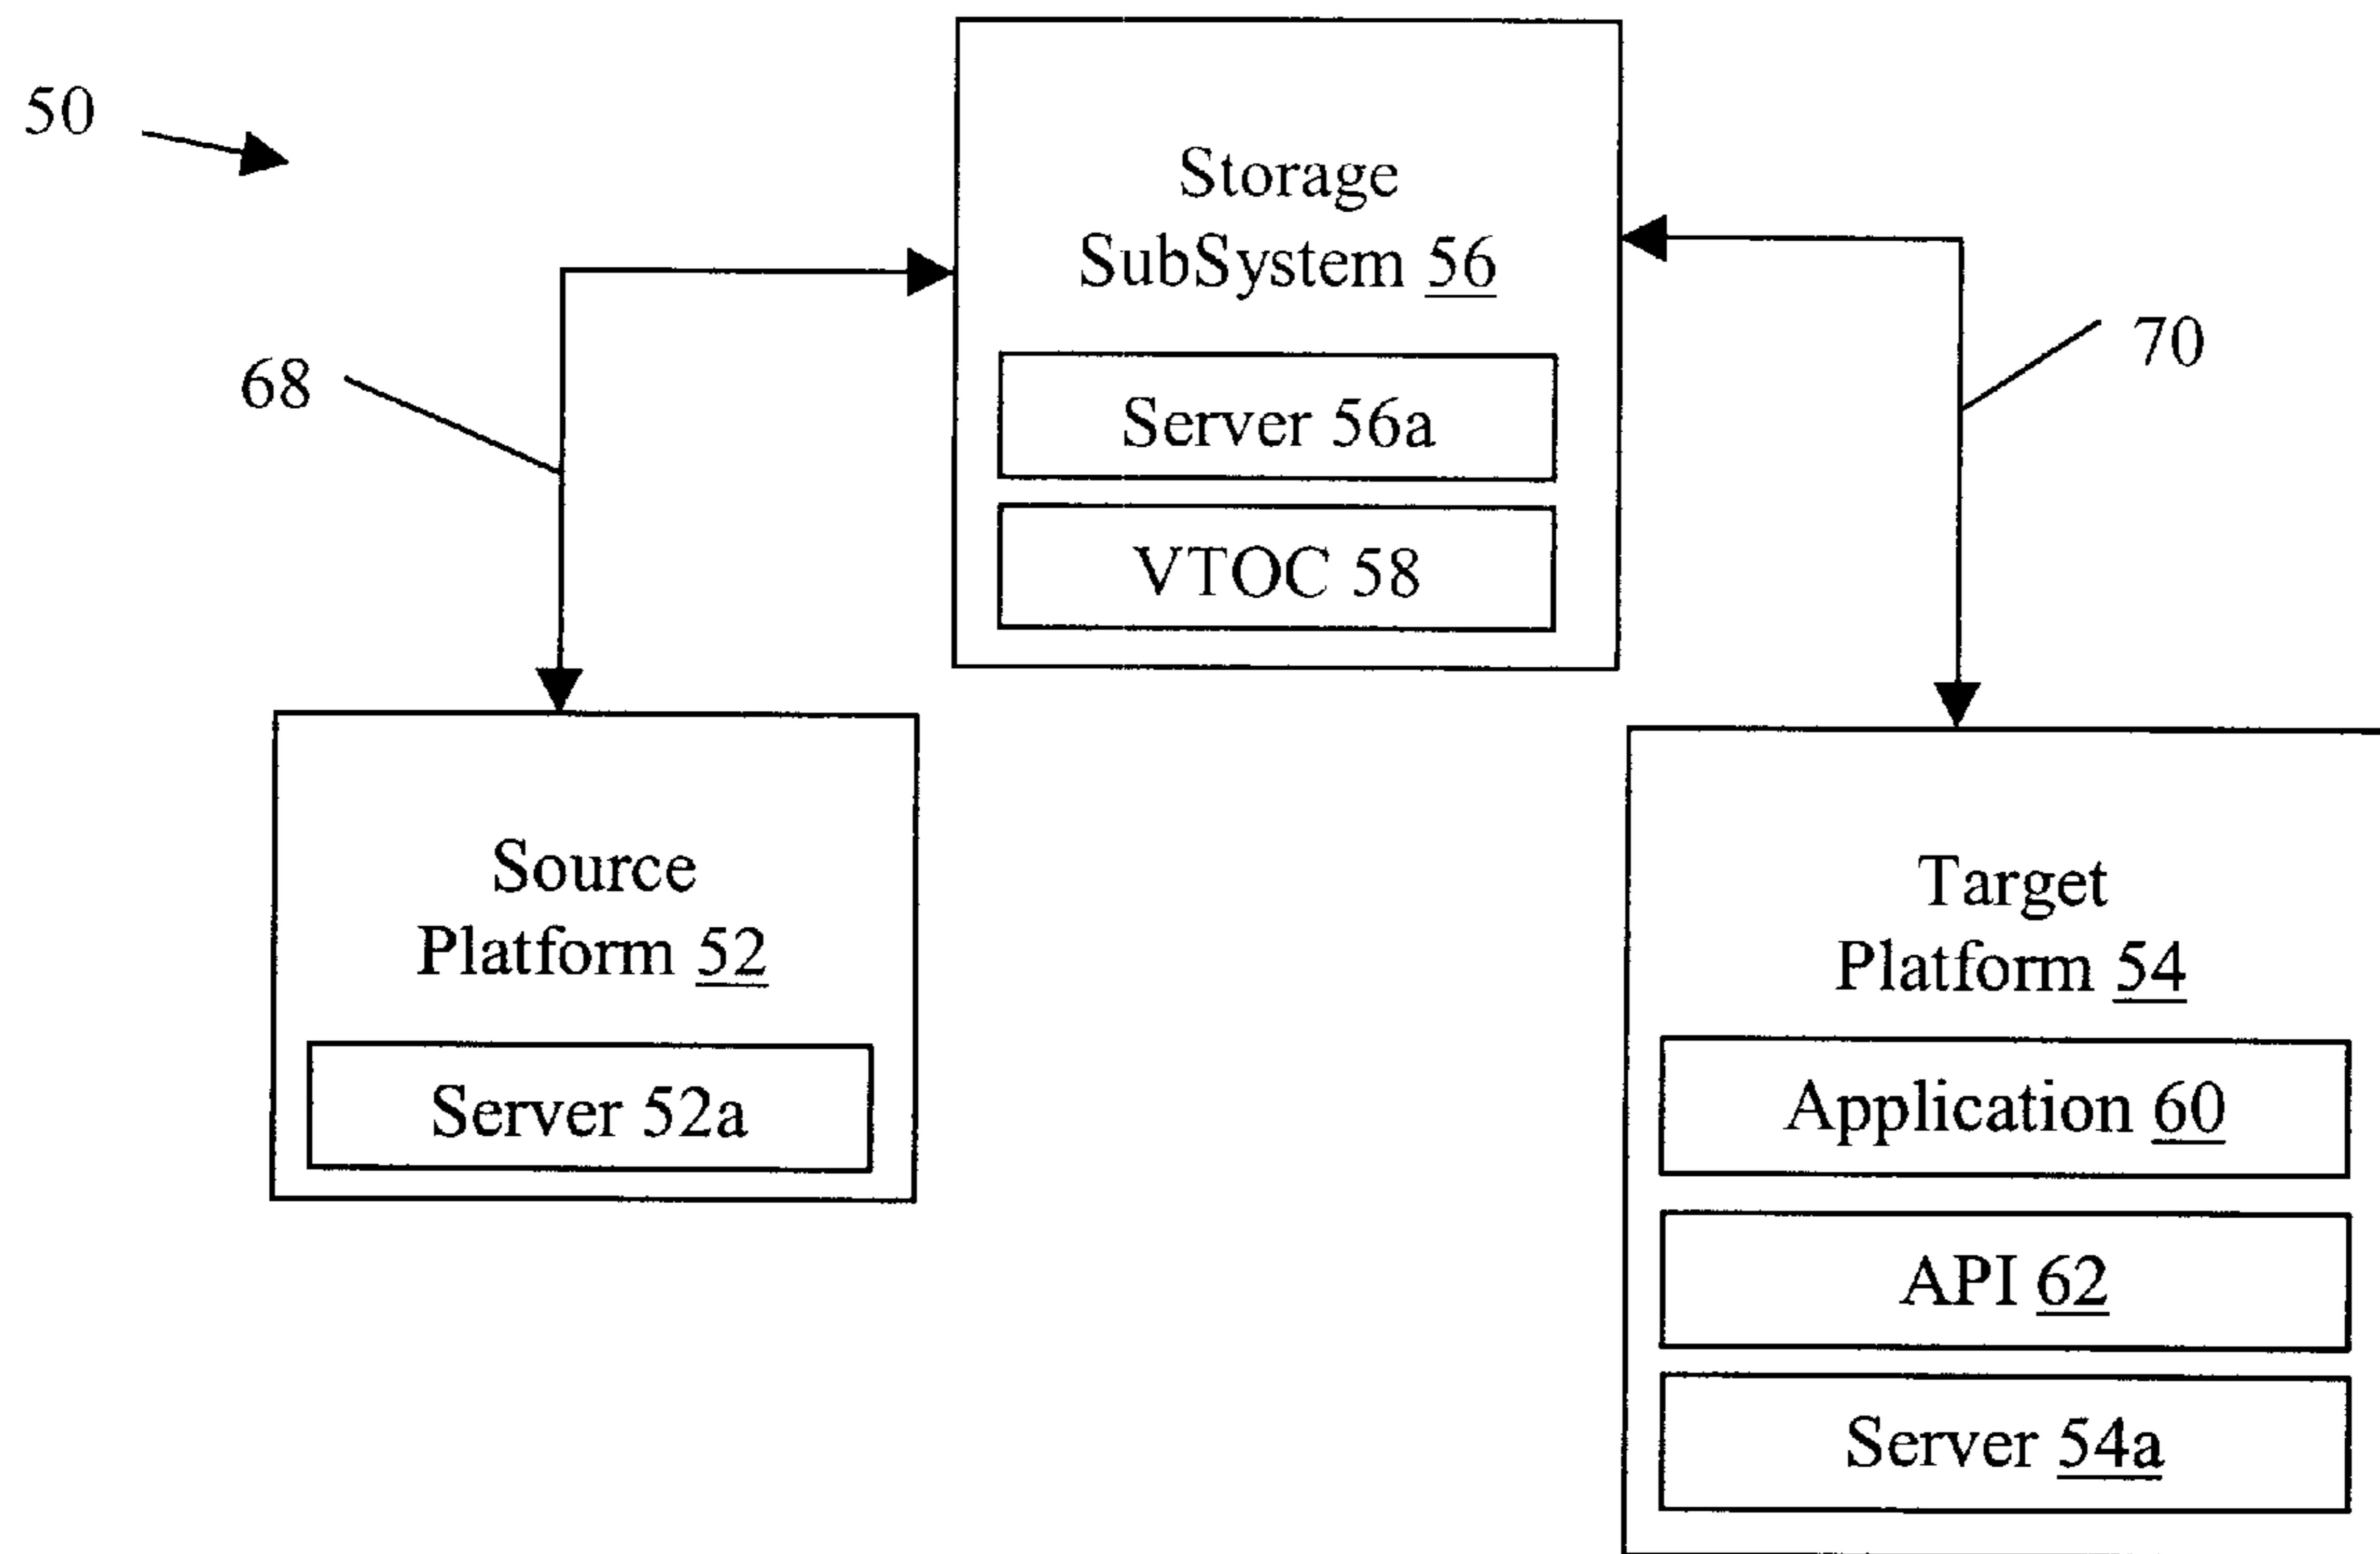 50
Storage
SubSystem 56
68
70
Server 56a
VTOC 58
Source
Platform 52
Server 52a
Target
Platform 54
Application 60
API 62
Server 54a